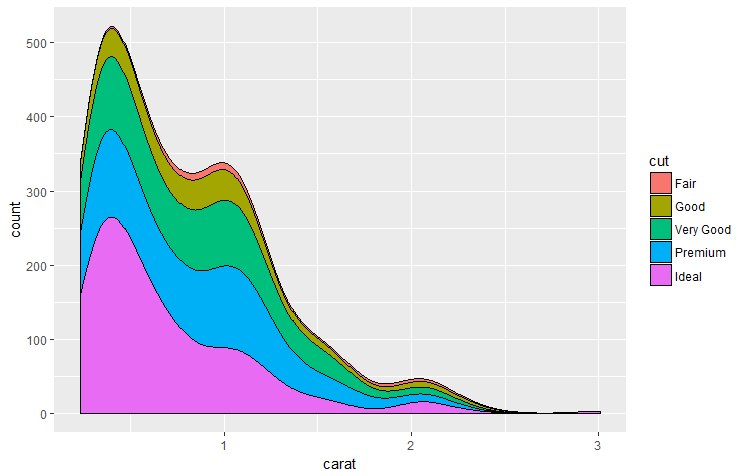 500
400
300
200
100
0
count
1
2
3
carat
cut
Fair
Good
Very Good
Premium
Ideal